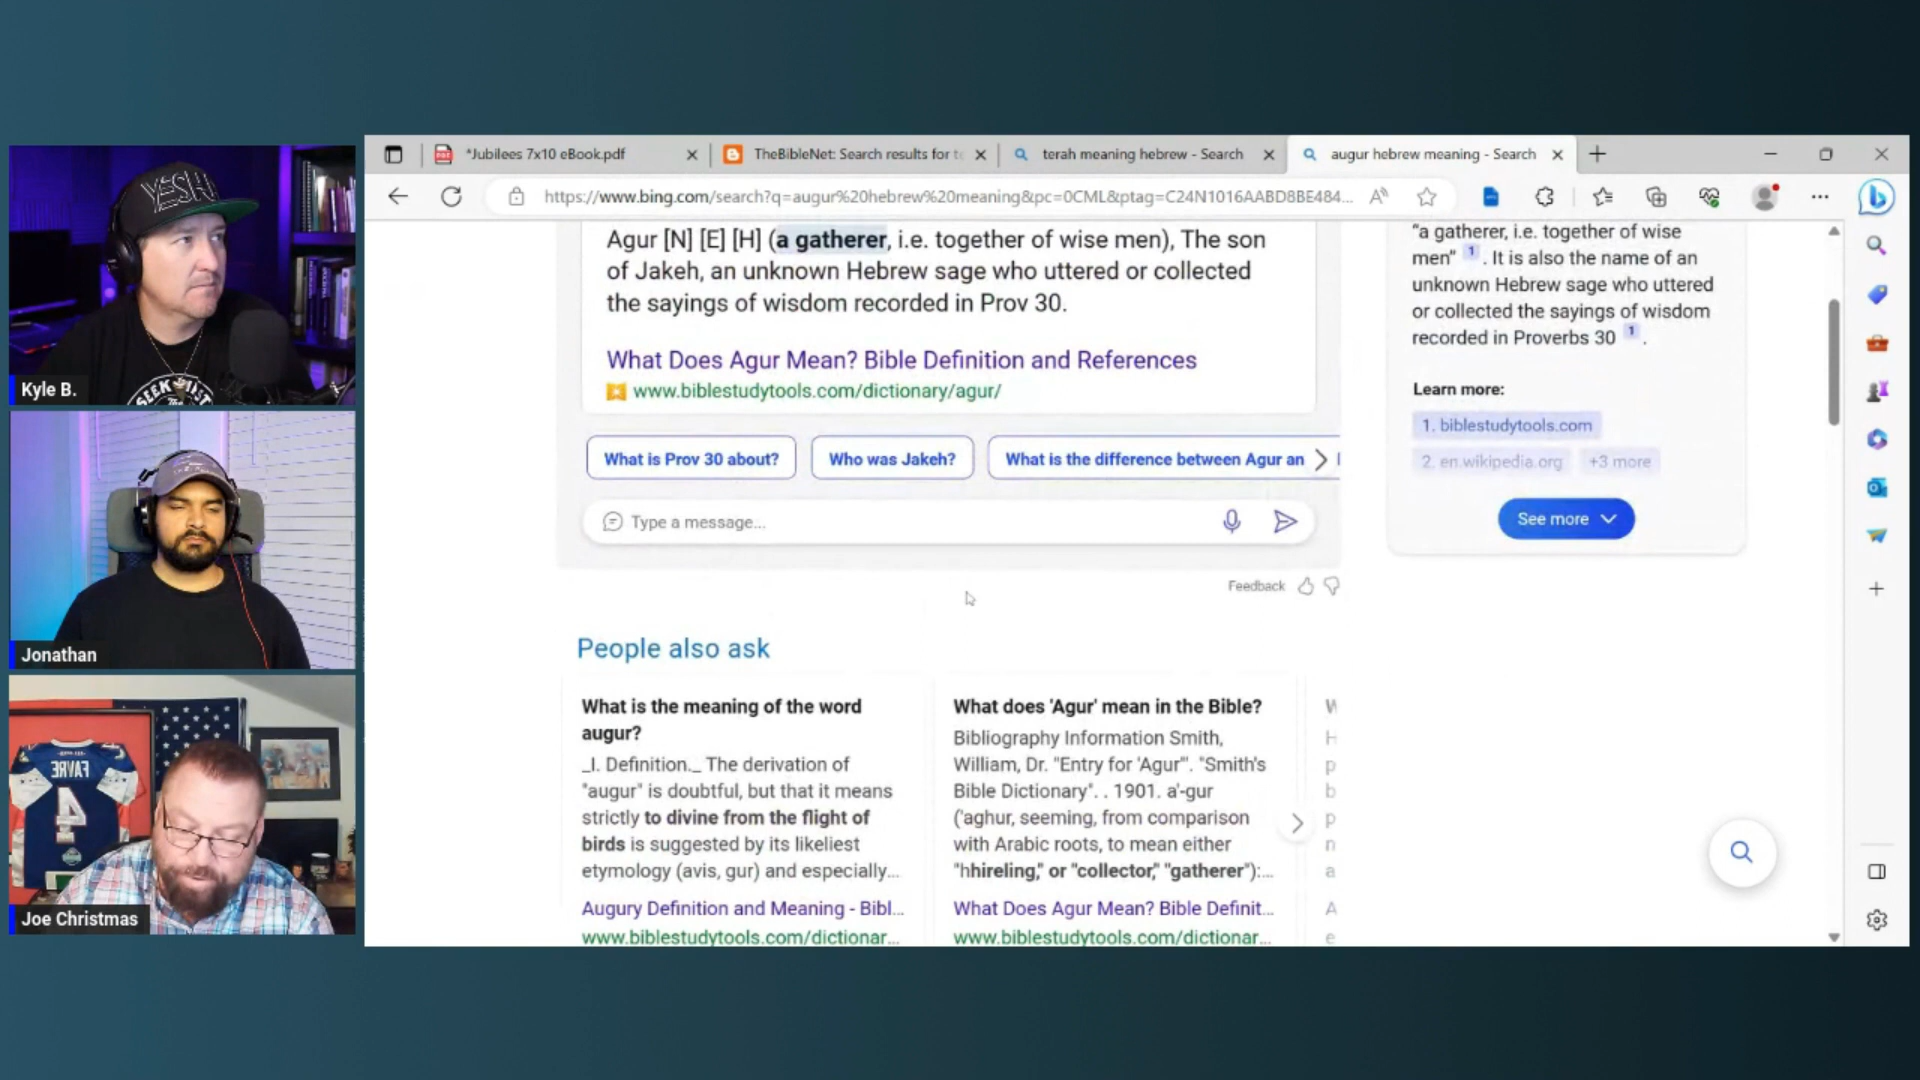 YESHUA
Kyle B.
SEEK FIRST
The
Jonathan
FAVRE
4
Joe Christmas
*Jubilees 7x10 eBook.pdf
TheBibleNet: Search results for te
terah meaning hebrew - Search
augur hebrew meaning - Search
https://www.bing.com/search?q=augur%20hebrew%20meaning&pc=0CML&ptag=C24N1016AABD8BE484...
Agur [N] [E] [H] (a gatherer, i.e. together of wise men), The son
of Jakeh, an unknown Hebrew sage who uttered or collected
the sayings of wisdom recorded in Prov 30.
What Does Agur Mean? Bible Definition and References
www.biblestudytools.com/dictionary/agur/
What is Prov 30 about?
Who was Jakeh?
What is the difference between Agur an
Type a message...
Feedback
"a gatherer, i.e. together of wise
men" 1 . It is also the name of an
unknown Hebrew sage who uttered
or collected the sayings of wisdom
recorded in Proverbs 30 1 .
Learn more:
1. biblestudytools.com
2. en.wikipedia.org
+3 more
See more
People also ask
What is the meaning of the word
augur?
_I. Definition._ The derivation of
"augur" is doubtful, but that it means
strictly to divine from the flight of
birds is suggested by its likeliest
etymology (avis, gur) and especially...
Augury Definition and Meaning - Bibl...
www.biblestudytools.com/dictionar...
What does 'Agur' mean in the Bible?
Bibliography Information Smith,
William, Dr. "Entry for 'Agur'". "Smith's
Bible Dictionary". . 1901. a'-gur
('aghur, seeming, from comparison
with Arabic roots, to mean either
"hhireling," or "collector," "gatherer"):...
What Does Agur Mean? Bible Definit...
www.biblestudytools.com/dictionar...